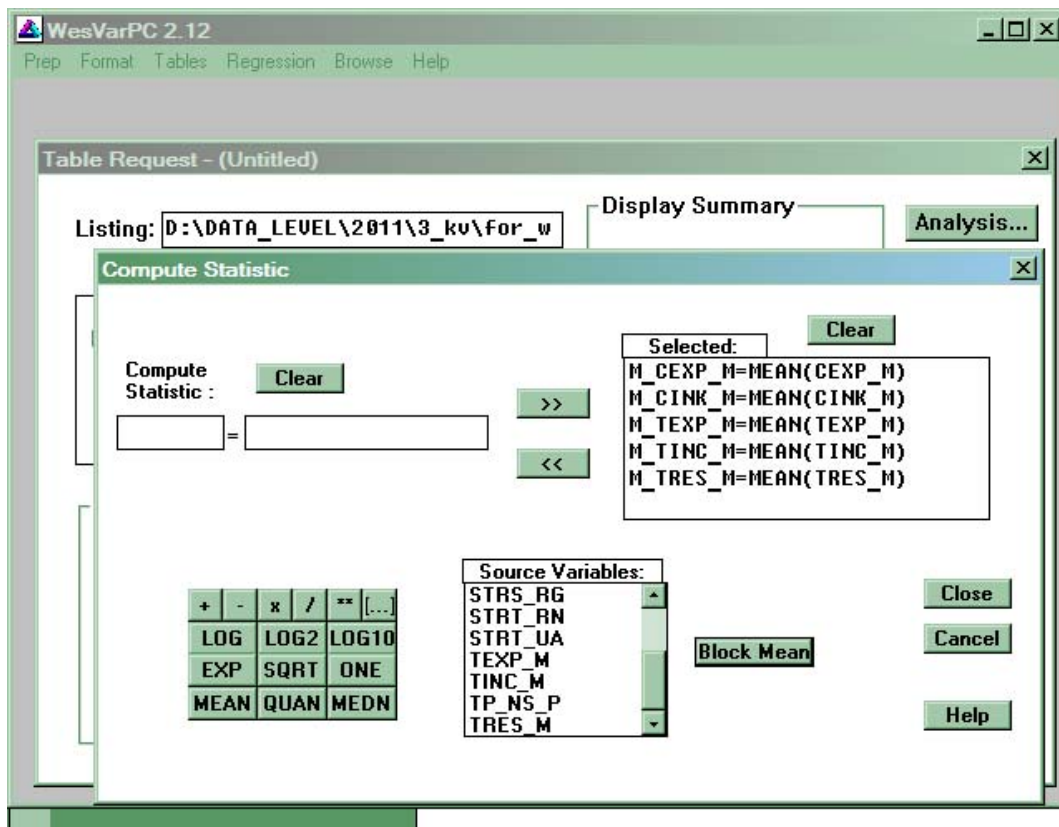 WesVarPC 2.12
Prep Format Tables Regression Browse Help
Table Request - (Untitled)
Listing: D:\DATA_LEVEL\2011\3_kv\for_w
Display Summary
Analysis...
Compute Statistic
Compute
Statistic :
Clear
=
>>
<<
Clear
Selected:
M_CEXP_M=MEAN(CEXP_M)
M_CINK_M=MEAN(CINK_M)
M_TEXP_M=MEAN(TEXP_M)
M_TINC_M=MEAN(TINC_M)
M_TRES_M=MEAN(TRES_M)
+ - x / ** [...]
LOG LOG2 LOG10
EXP SQRT ONE
MEAN QUAN MEDN
Source Variables:
STRS_RG
STRT_RN
STRT_UA
TEXP_M
TINC_M
TP_NS_P
TRES_M
Block Mean
Close
Cancel
Help